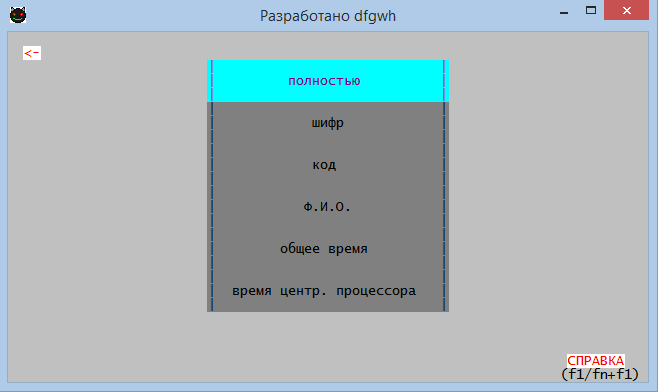 Разработано dfgwh
<-
полностью
шифр
код
Ф.И.О.
общее время
время центр. процессора
СПРАВКА
(f1/fn+f1)